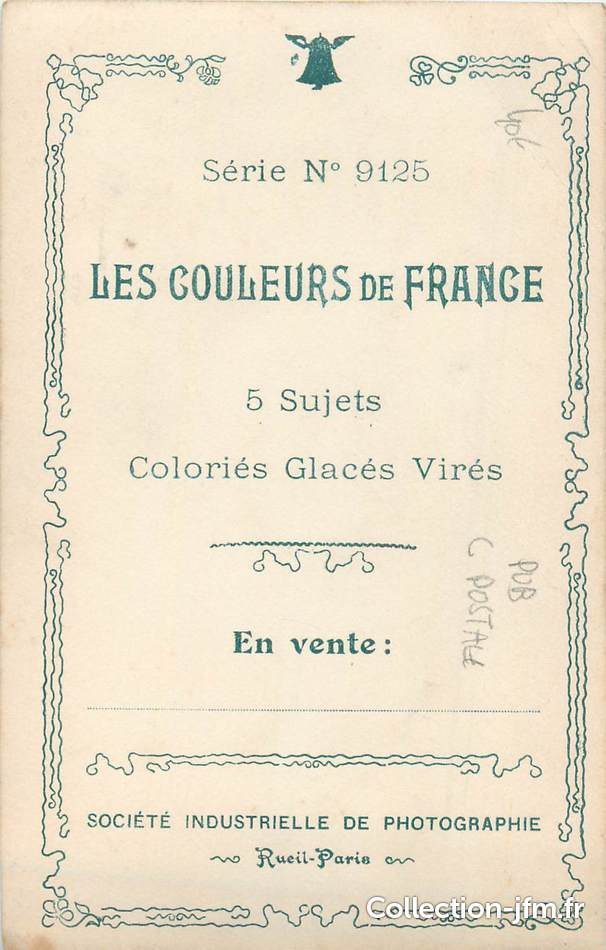 Série Nº 9125
LES COULEURS DE FRANCE
5 Sujets
Coloriés Glacés Virés
PUB
C POSTALE
En vente :
SOCIÉTÉ INDUSTRIELLE DE PHOTOGRAPHIE
Rueil-Paris
Collection-jfm.fr